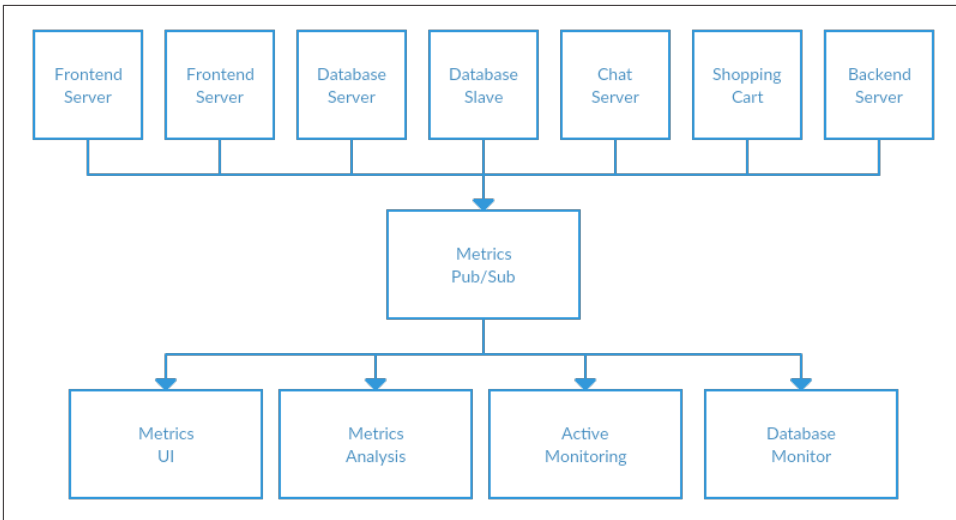 Frontend
Server
Frontend
Server
Database
Server
Database
Slave
Chat
Server
Shopping
Cart
Backend
Server
Metrics
Pub/Sub
Metrics
UI
Metrics
Analysis
Active
Monitoring
Database
Monitor